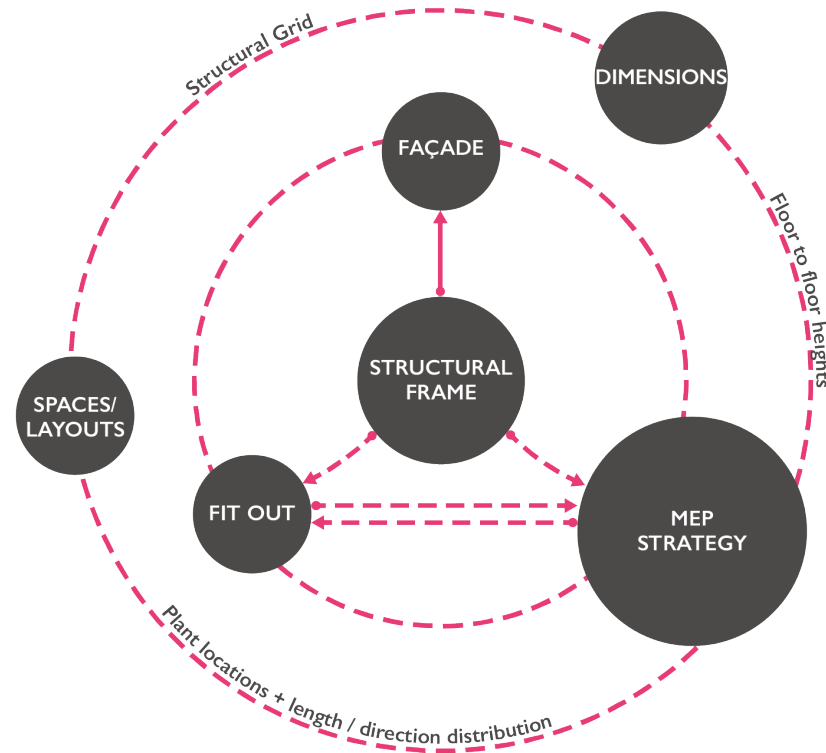 Structural Grid
DIMENSIONS
FAÇADE
Floor to floor heights
STRUCTURAL
FRAME
SPACES/
LAYOUTS
FIT OUT
MEP
STRATEGY
Plant locations + length / direction distribution